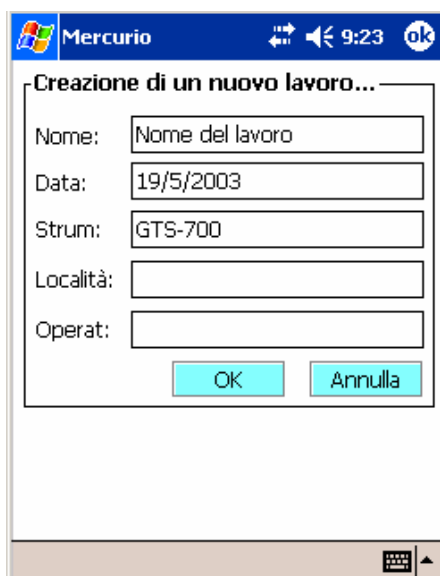 Mercurio 9:23 ok
Creazione di un nuovo lavoro...
Nome: Nome del lavoro
Data: 19/5/2003
Strum: GTS-700
Località:
Operat:
OK Annulla